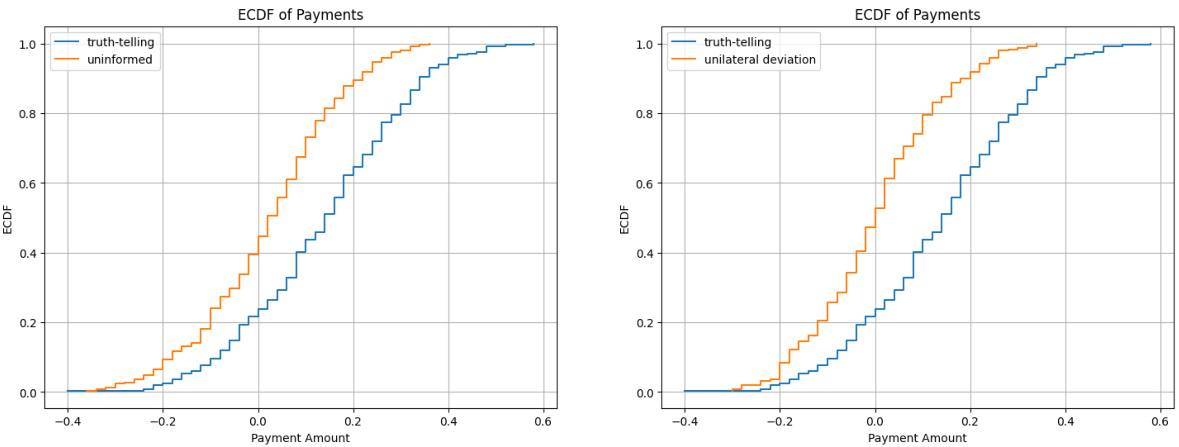 ECDF of Payments
truth-telling
uninformed
1.0
0.8
0.6
0.4
0.2
0.0
ECDF
−0.4 −0.2 0.0 0.2 0.4 0.6
Payment Amount
ECDF of Payments
truth-telling
unilateral deviation
1.0
0.8
0.6
0.4
0.2
0.0
ECDF
−0.4 −0.2 0.0 0.2 0.4 0.6
Payment Amount